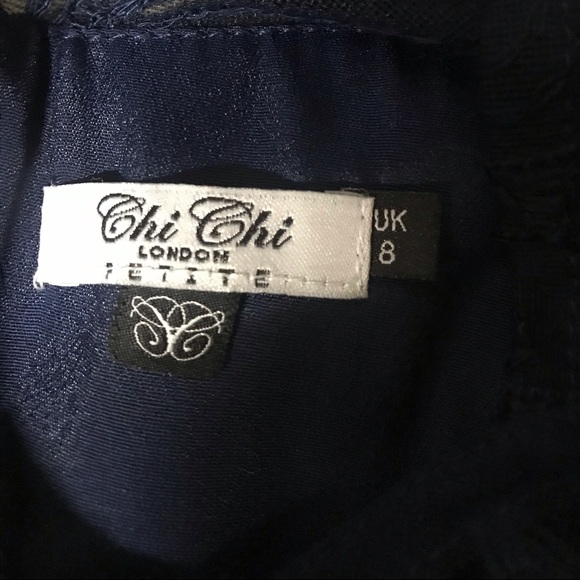 Chi Chi
LONDON
PETITE
UK
8